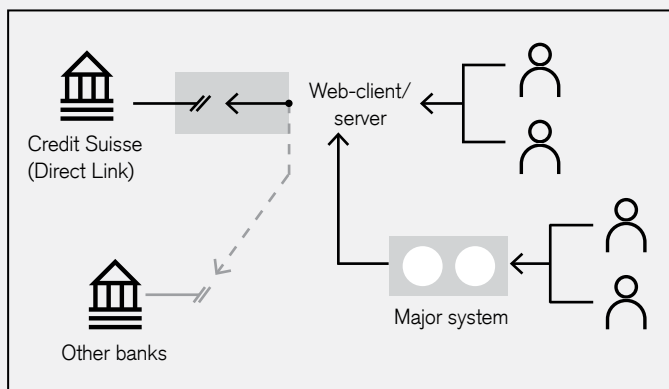 Web-client/
server
Credit Suisse
(Direct Link)
Major system
Other banks